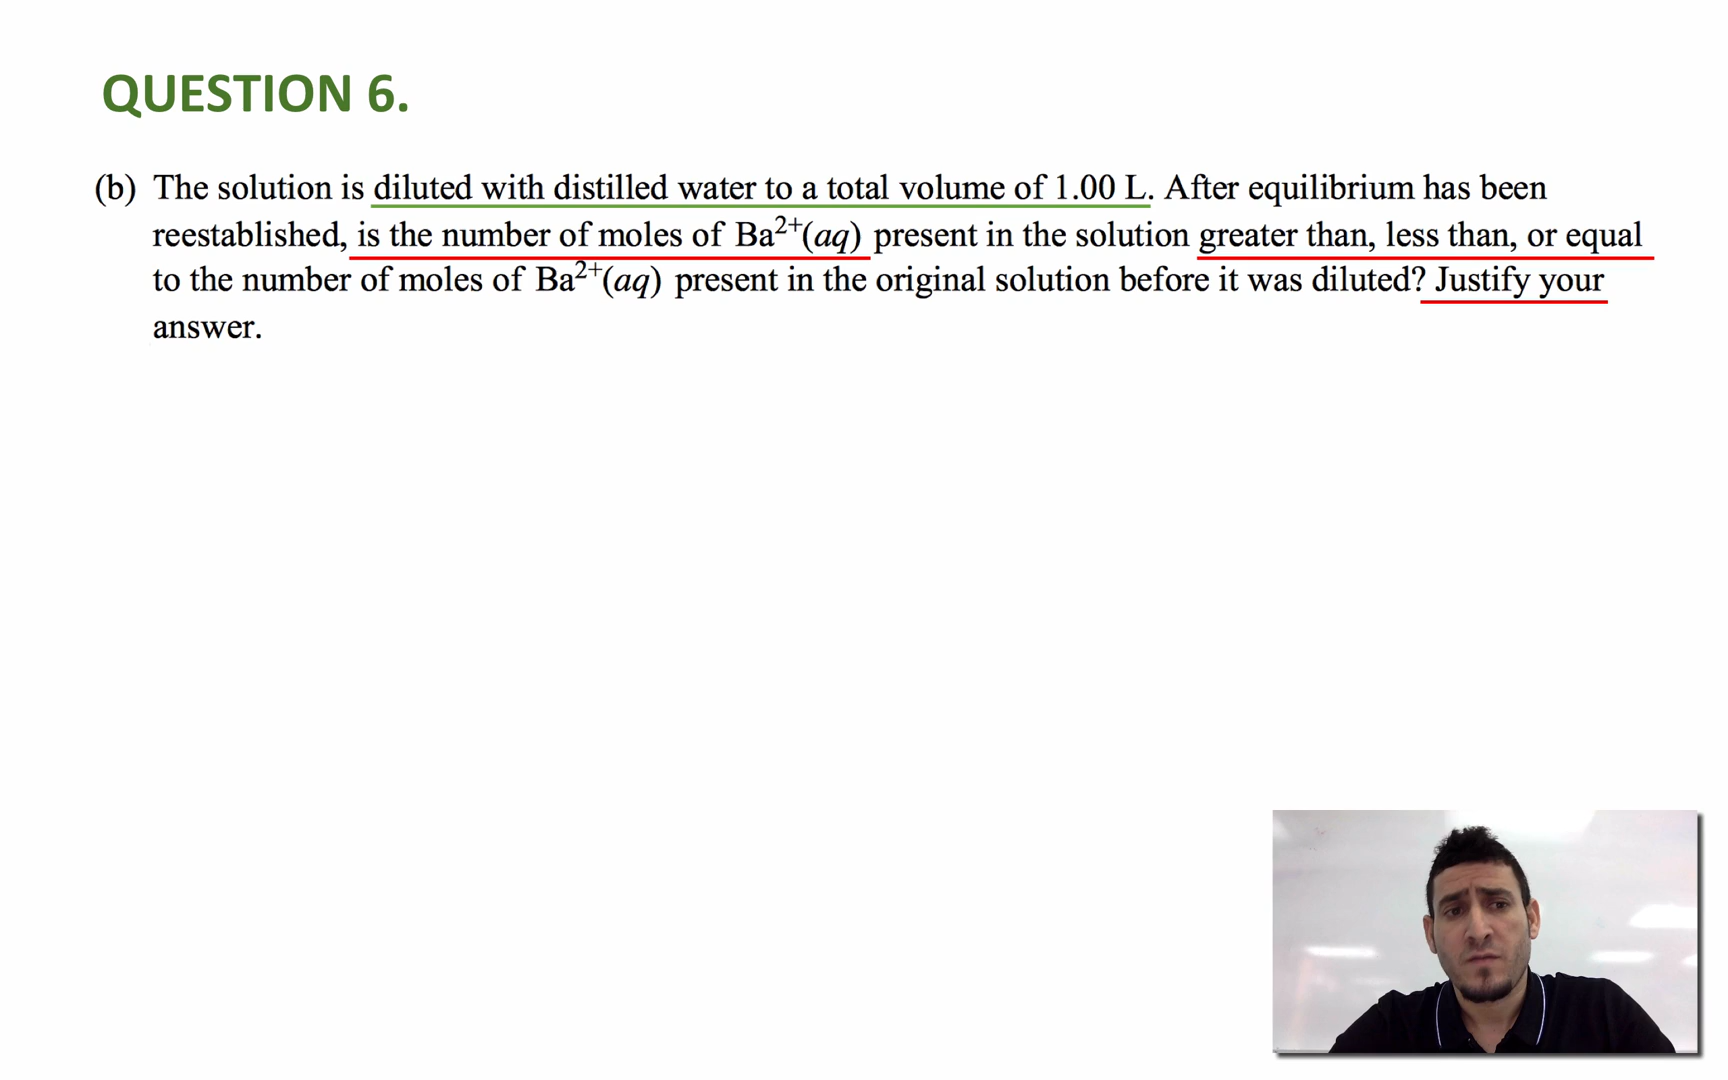 QUESTION 6.
(b) The solution is diluted with distilled water to a total volume of 1.00 L. After equilibrium has been
reestablished, is the number of moles of Ba²⁺(aq) present in the solution greater than, less than, or equal
to the number of moles of Ba²⁺(aq) present in the original solution before it was diluted? Justify your
answer.